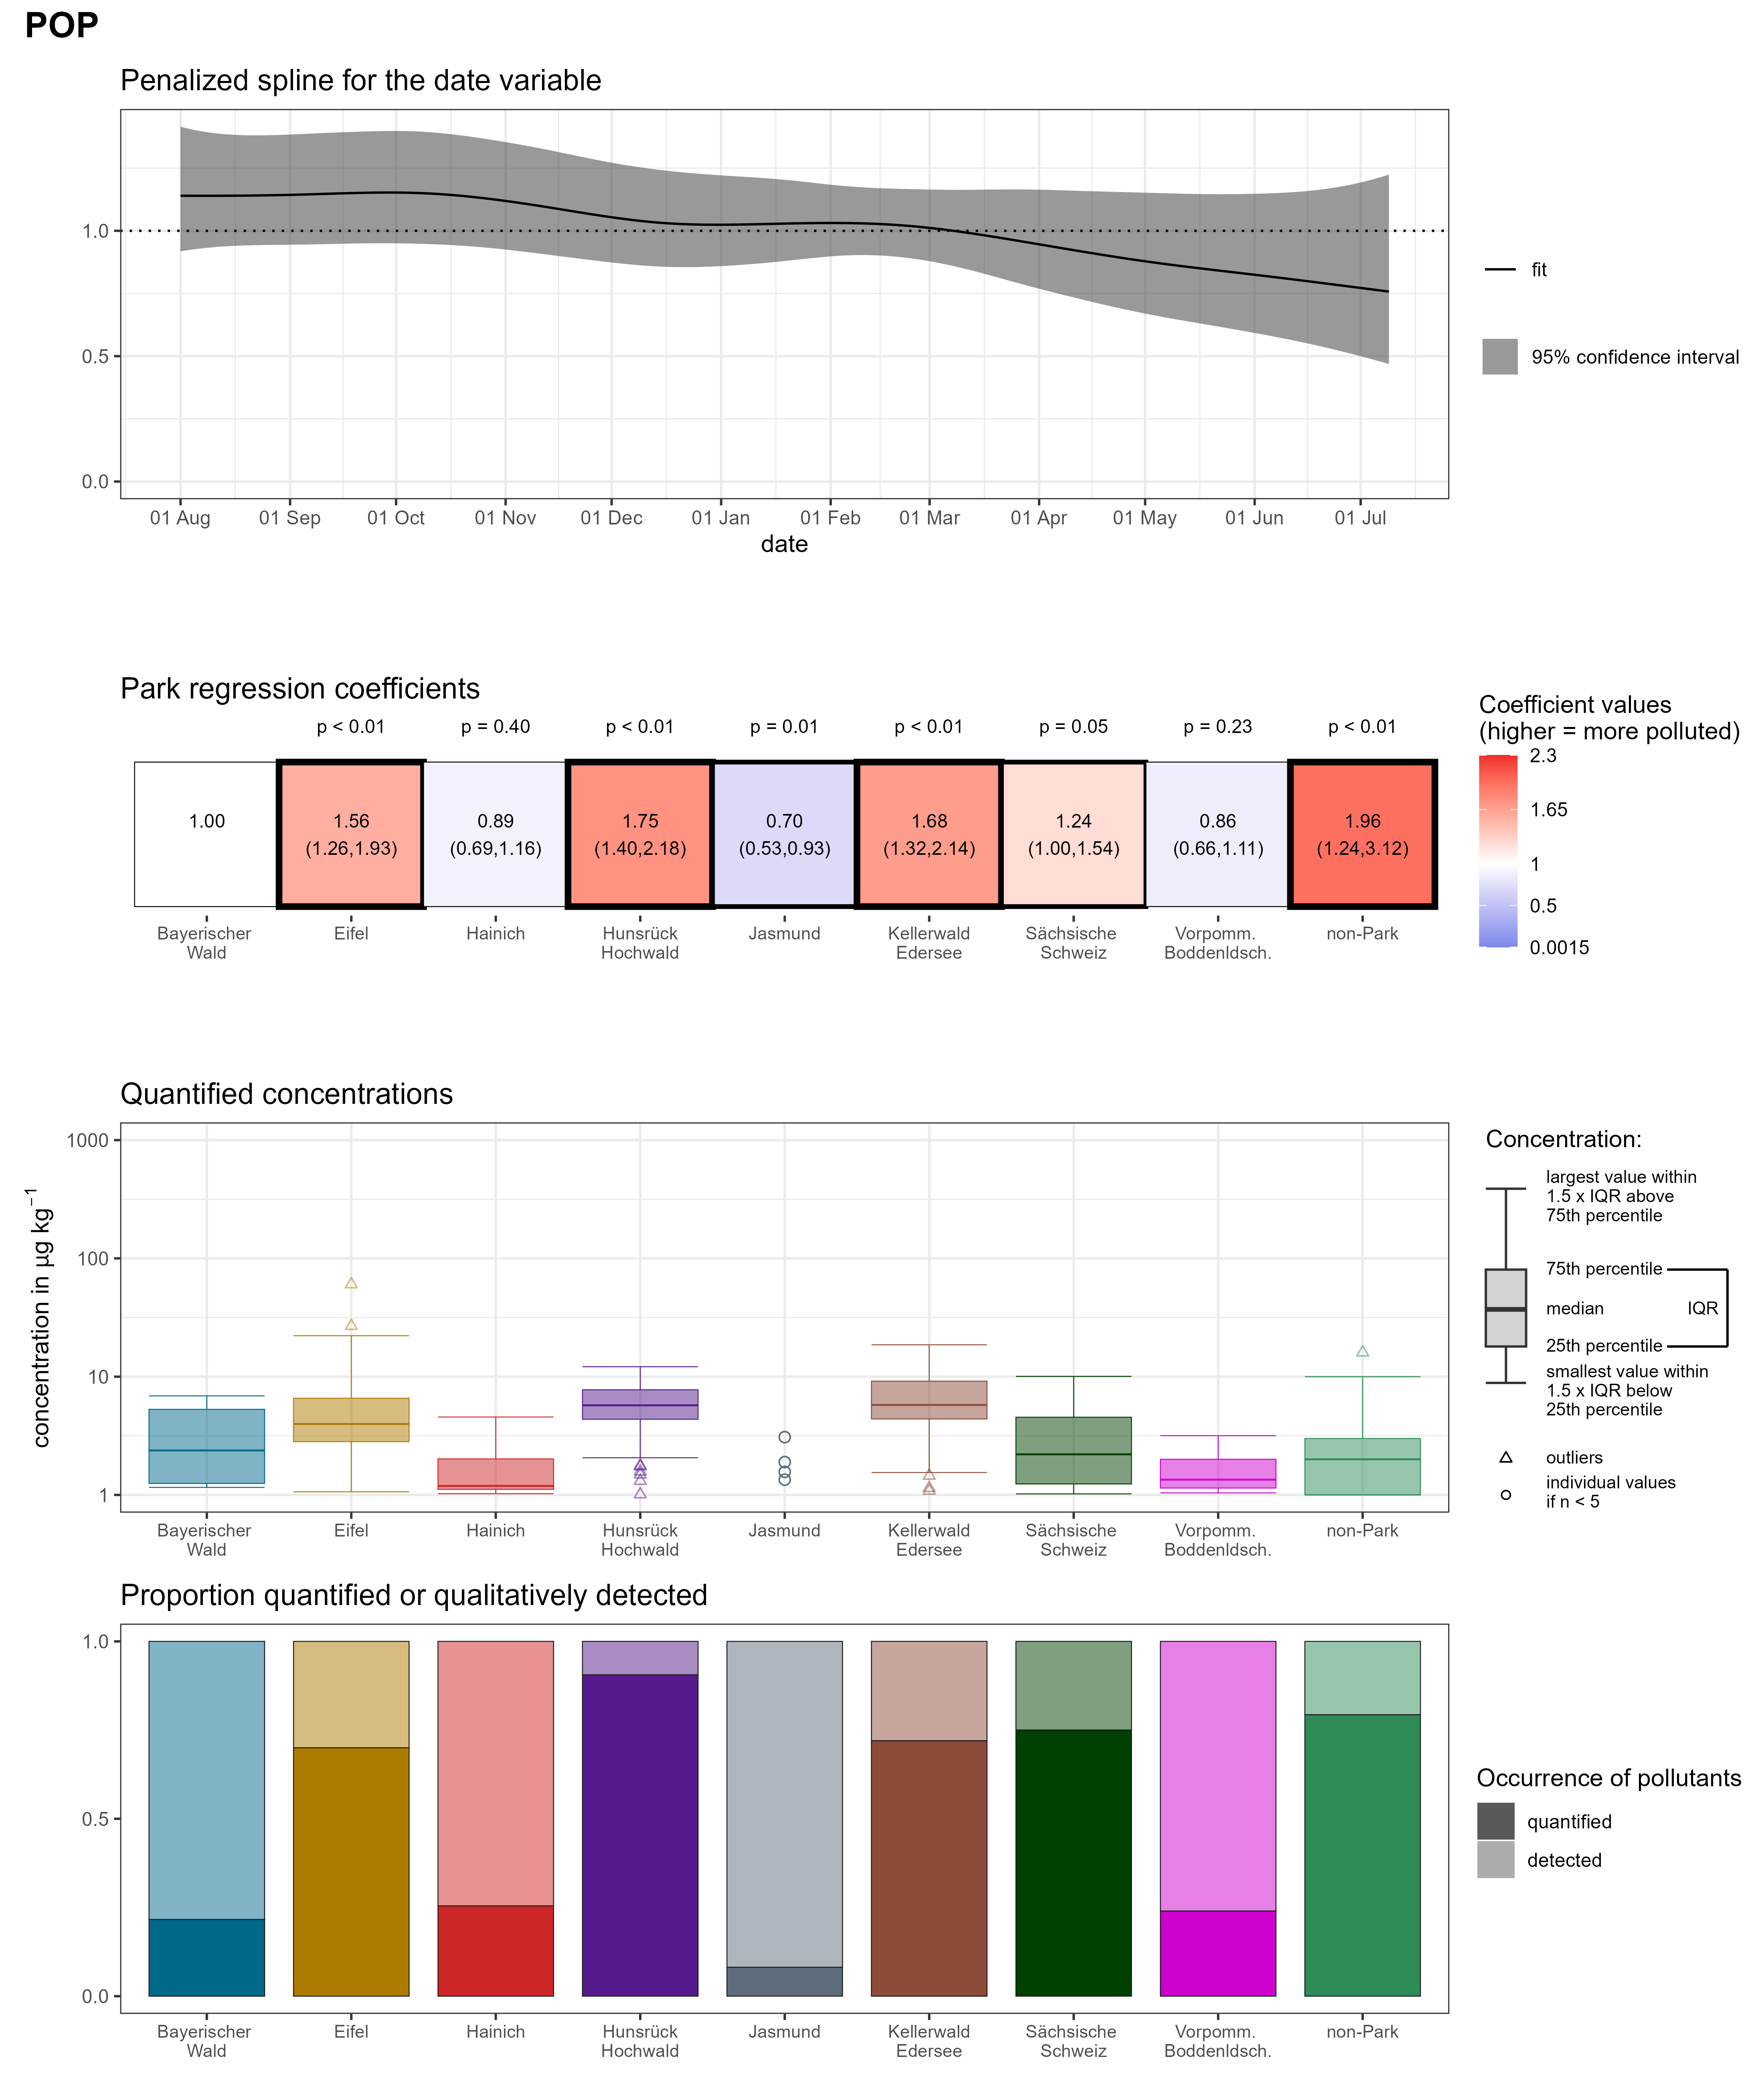 POP
Penalized spline for the date variable
1.0
0.5
0.0
01 Aug 01 Sep 01 Oct 01 Nov 01 Dec 01 Jan 01 Feb 01 Mar 01 Apr 01 May 01 Jun 01 Jul
date
fit
95% confidence interval
Park regression coefficients
p < 0.01 p = 0.40 p < 0.01 p = 0.01 p < 0.01 p = 0.05 p = 0.23 p < 0.01
1.00 1.56 0.89 1.75 0.70 1.68 1.24 0.86 1.96
(1.26,1.93) (0.69,1.16) (1.40,2.18) (0.53,0.93) (1.32,2.14) (1.00,1.54) (0.66,1.11) (1.24,3.12)
Bayerischer Eifel Hainich Hunsrück Jasmund Kellerwald Sächsische Vorpomm. non-Park
Wald Hochwald Edersee Schweiz Boddenldsch.
Coefficient values
(higher = more polluted)
2.3
1.65
1
0.5
0.0015
Quantified concentrations
concentration in µg kg⁻¹
1000
100
10
1
Bayerischer Eifel Hainich Hunsrück Jasmund Kellerwald Sächsische Vorpomm. non-Park
Wald Hochwald Edersee Schweiz Boddenldsch.
Concentration:
largest value within
1.5 x IQR above
75th percentile
75th percentile
median IQR
25th percentile
smallest value within
1.5 x IQR below
25th percentile
outliers
individual values
if n < 5
Proportion quantified or qualitatively detected
1.0
0.5
0.0
Bayerischer Eifel Hainich Hunsrück Jasmund Kellerwald Sächsische Vorpomm. non-Park
Wald Hochwald Edersee Schweiz Boddenldsch.
Occurrence of pollutants
quantified
detected